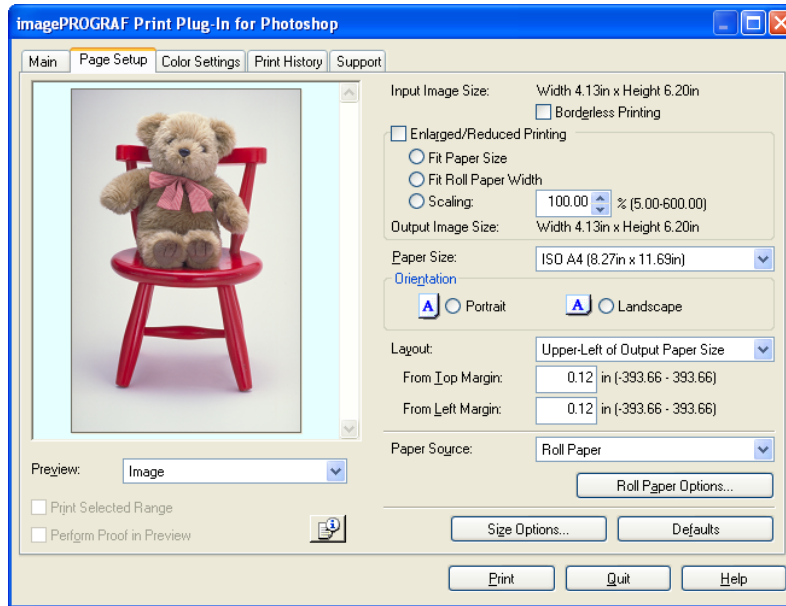 imagePROGRAF Print Plug-In for Photoshop
Main Page Setup Color Settings Print History Support
Input Image Size: Width 4.13in x Height 6.20in
Borderless Printing
Enlarged/Reduced Printing
Fit Paper Size
Fit Roll Paper Width
Scaling: 100.00 % (5.00-600.00)
Output Image Size: Width 4.13in x Height 6.20in
Paper Size: ISO A4 (8.27in x 11.69in)
Orientation
A Portrait A Landscape
Layout: Upper-Left of Output Paper Size
From Top Margin: 0.12 in (-393.66 - 393.66)
From Left Margin: 0.12 in (-393.66 - 393.66)
Paper Source: Roll Paper
Preview: Image
Roll Paper Options...
Print Selected Range
Perform Proof in Preview
Size Options... Defaults
Print Quit Help